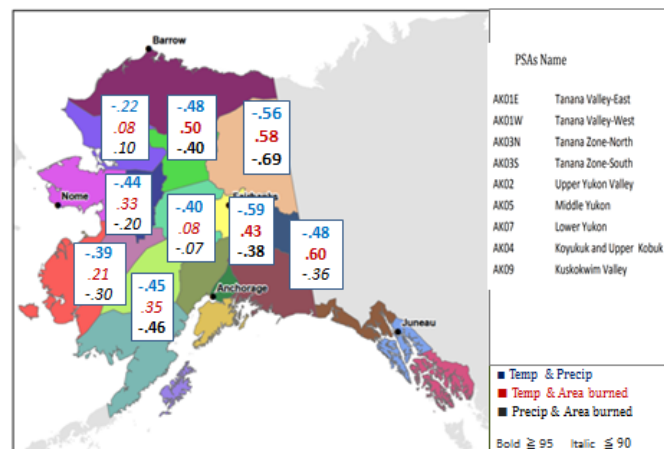 Barrow
PSAs Name
-.22
.08
.10
-.48
.50
-.40
-.56
.58
-.69
AK01E Tanana Valley-East
AK01W Tanana Valley-West
AK03N Tanana Zone-North
AK03S Tanana Zone-South
AK02 Upper Yukon Valley
AK05 Middle Yukon
AK07 Lower Yukon
AK04 Koyukuk and Upper Kobuk
AK09 Kuskokwim Valley
Nome
-.44
.33
-.20
-.40
.08
-.07
-.59
.43
-.38
-.48
.60
-.36
-.39
.21
-.30
-.45
.35
-.46
Anchorage
Juneau
■ Temp & Precip
■ Temp & Area burned
■ Precip & Area burned
Bold ≧ 95 Italic ≦ 90